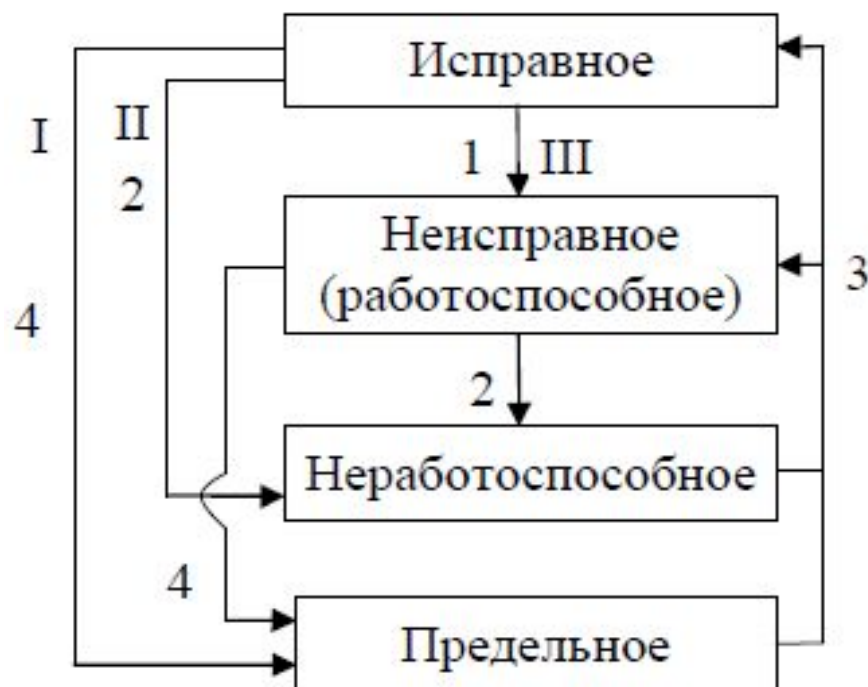 Исправное
I
II
2
1 III
Неисправное
(работоспособное)
3
4
2
Неработоспособное
4
Предельное